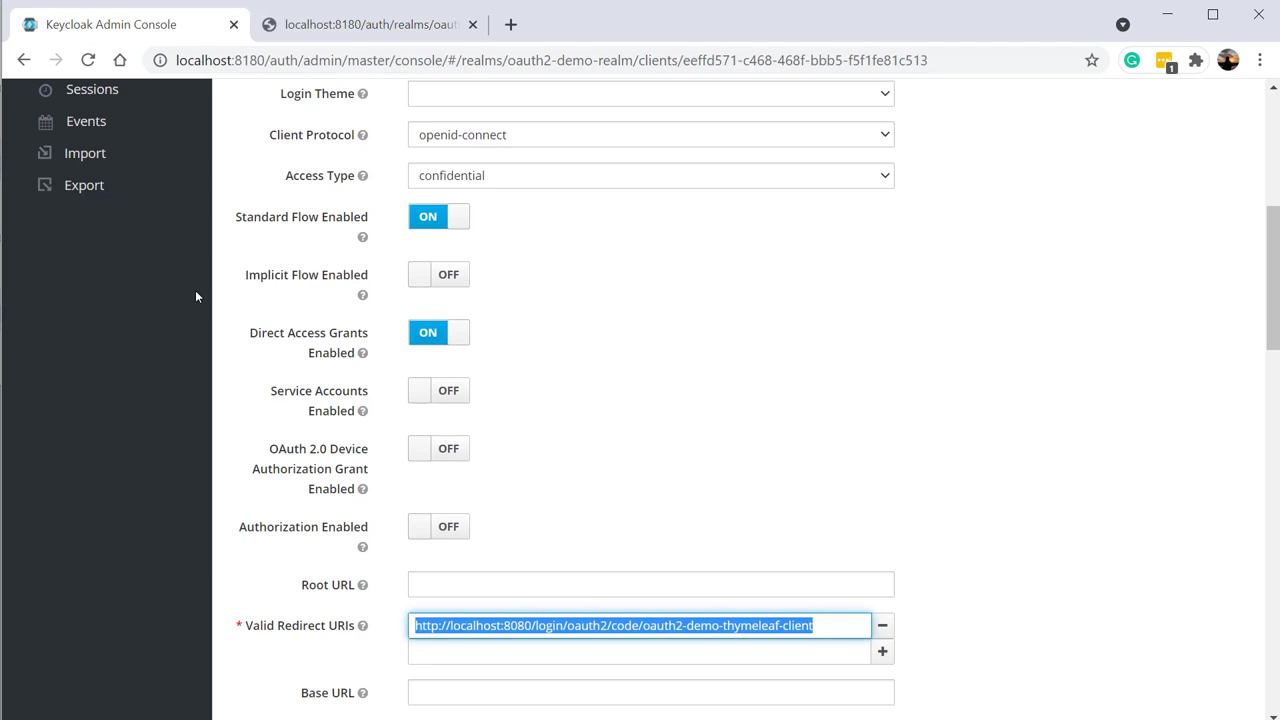 Keycloak Admin Console
localhost:8180/auth/realms/oaut
localhost:8180/auth/admin/master/console/#/realms/oauth2-demo-realm/clients/eeffd571-c468-468f-bbb5-f5f1fe81c513
1
Sessions
Events
Import
Export
Login Theme
Client Protocol
openid-connect
Access Type
confidential
Standard Flow Enabled
ON
Implicit Flow Enabled
OFF
Direct Access Grants
Enabled
ON
Service Accounts
Enabled
OFF
OAuth 2.0 Device
Authorization Grant
Enabled
OFF
Authorization Enabled
OFF
Root URL
* Valid Redirect URIs
http://localhost:8080/login/oauth2/code/oauth2-demo-thymeleaf-client
Base URL